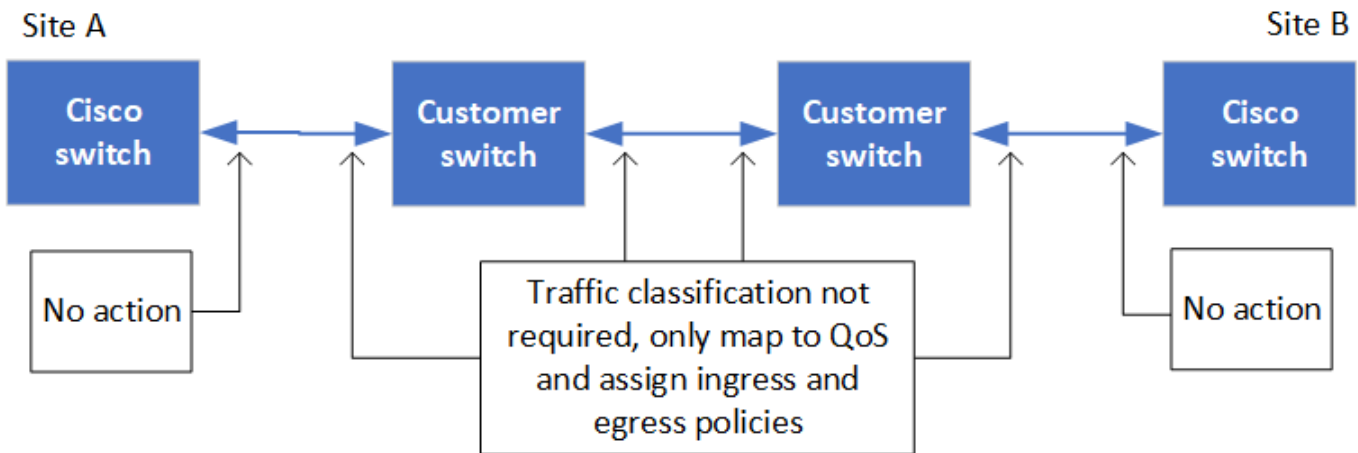 Site A
Site B
Cisco
switch
Customer
switch
Customer
switch
Cisco
switch
No action
Traffic classification not
required, only map to QoS
and assign ingress and
egress policies
No action